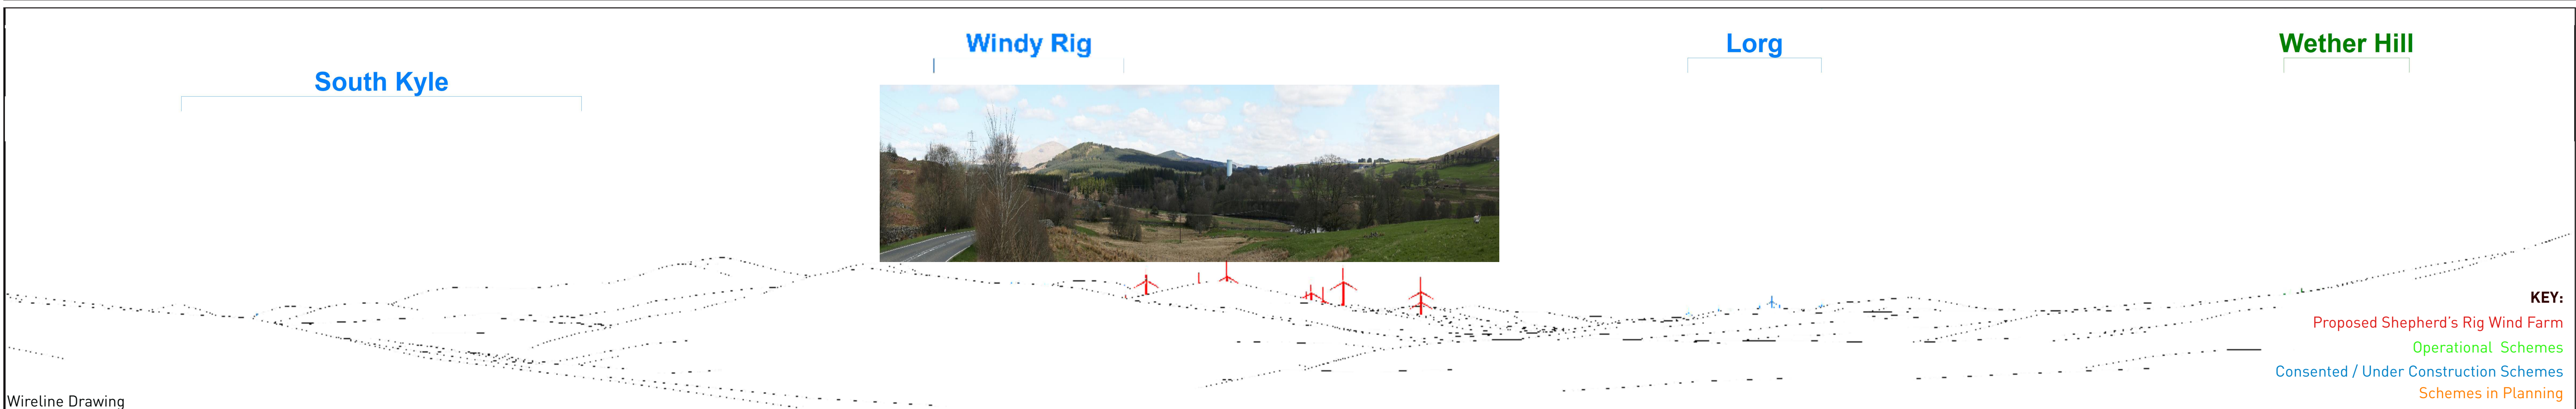 Windy Rig
Lorg
Wether Hill
South Kyle
KEY:
Proposed Shepherd's Rig Wind Farm
Operational Schemes
Consented / Under Construction Schemes
Schemes in Planning
Wireline Drawing